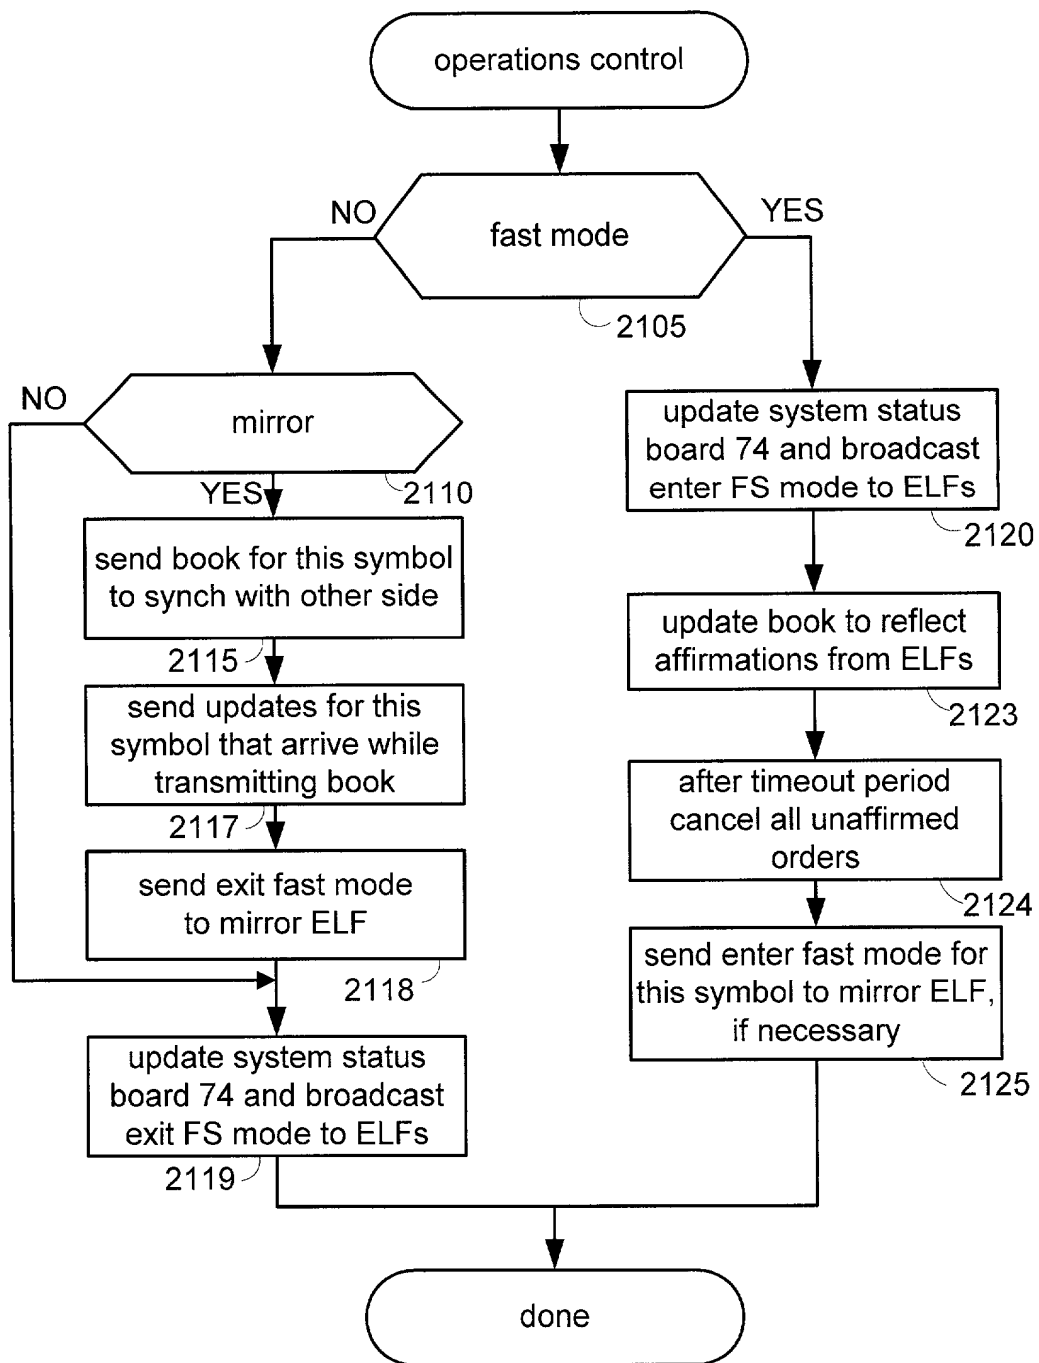 operations control
NO
YES
fast mode
2105
NO
mirror
YES
2110
send book for this symbol
to synch with other side
2115
send updates for this
symbol that arrive while
transmitting book
2117
send exit fast mode
to mirror ELF
2118
update system status
board 74 and broadcast
exit FS mode to ELFs
2119
update system status
board 74 and broadcast
enter FS mode to ELFs
2120
update book to reflect
affirmations from ELFs
2123
after timeout period
cancel all unaffirmed
orders
2124
send enter fast mode for
this symbol to mirror ELF,
if necessary
2125
done